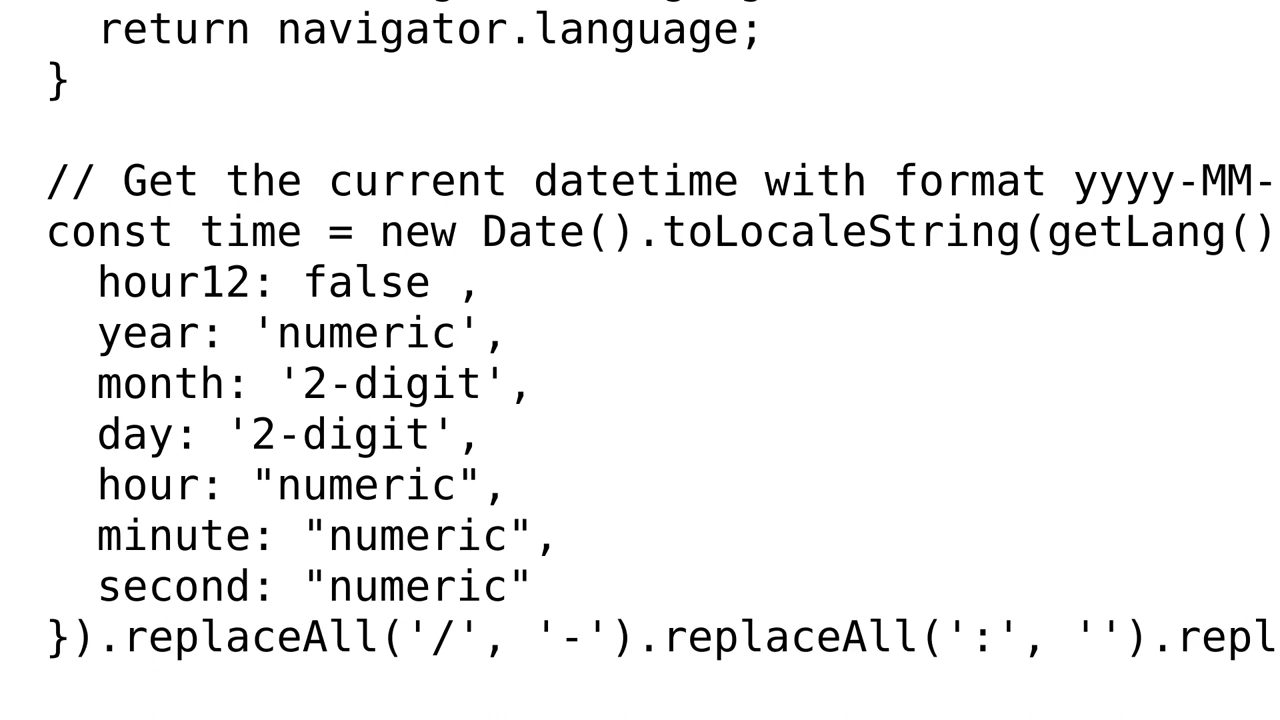 return navigator.language;
}
// Get the current datetime with format yyyy-MM-
const time = new Date().toLocaleString(getLang()
hour12: false ,
year: 'numeric',
month: '2-digit',
day: '2-digit',
hour: "numeric",
minute: "numeric",
second: "numeric"
}).replaceAll('/', '-').replaceAll(':', '').repl